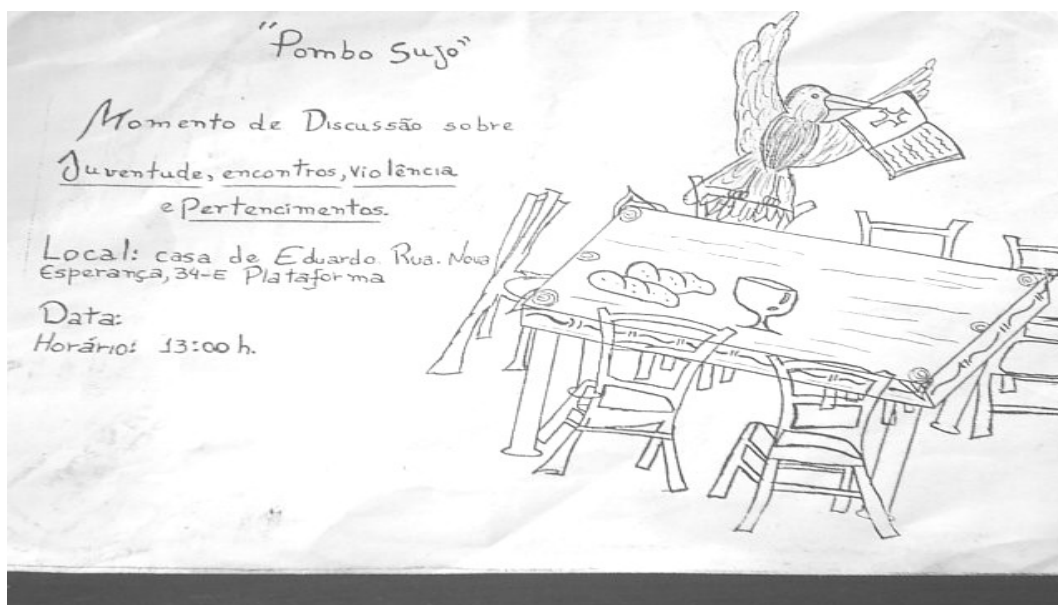 "Pombo Sujo"
Momento de Discussão sobre
Juventude, encontros, violência
e Pertencimentos.
Local: casa de Eduardo Rua. Nova
Esperança, 34-E Plataforma
Data:
Horário: 13:00 h.